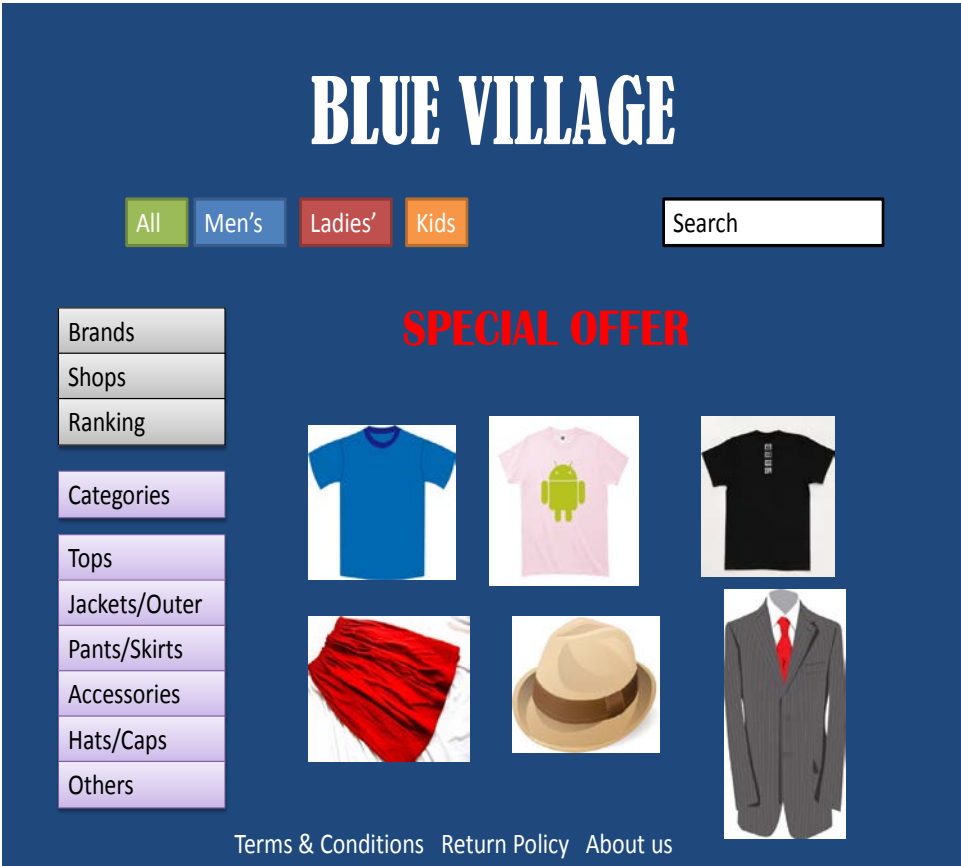 BLUE VILLAGE
All Men's Ladies' Kids Search
SPECIAL OFFER
Brands
Shops
Ranking
Categories
Tops
Jackets/Outer
Pants/Skirts
Accessories
Hats/Caps
Others
Terms & Conditions Return Policy About us